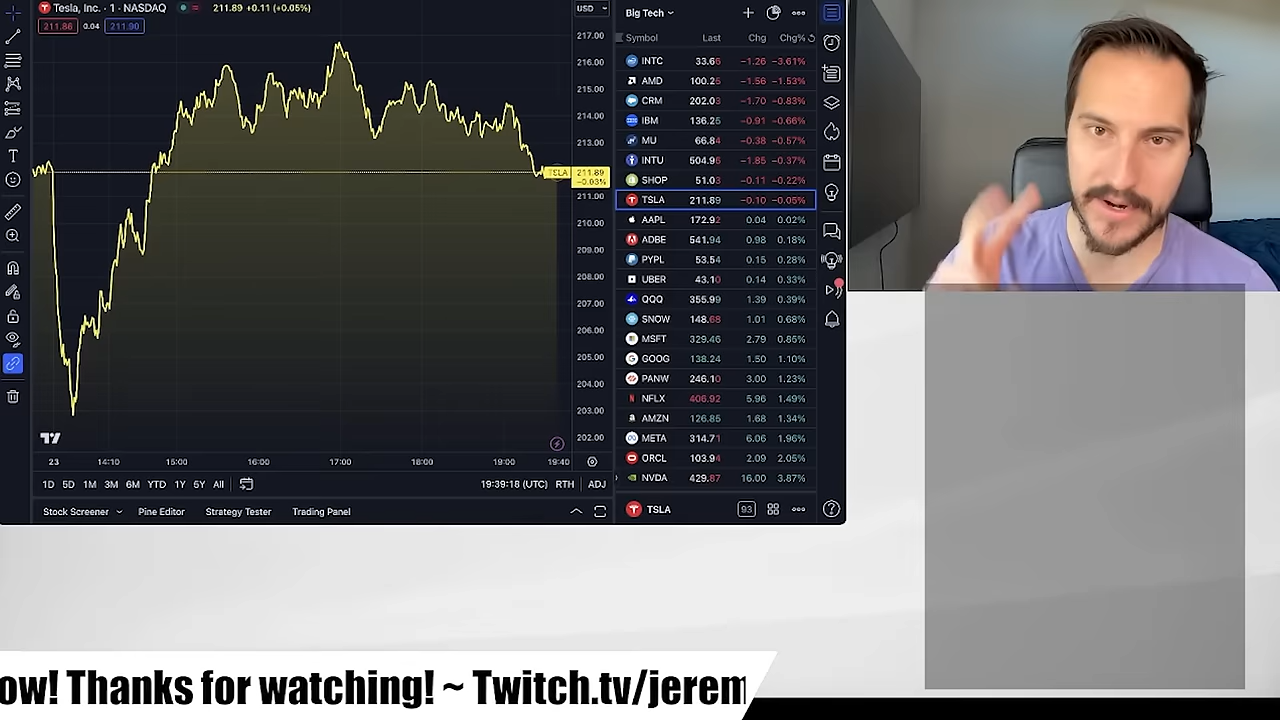 Tesla, Inc. · 1 · NASDAQ
211.89 +0.11 (+0.05%)
211.86 0.04 211.90
USD
217.00
216.00
215.00
214.00
213.00
TSLA 211.89
−0.03%
211.00
210.00
209.00
208.00
207.00
206.00
205.00
204.00
203.00
202.00
23 14:10 15:00 16:00 17:00 18:00 19:00 19:40
1D 5D 1M 3M 6M YTD 1Y 5Y All
19:39:18 (UTC) RTH ADJ
Stock Screener Pine Editor Strategy Tester Trading Panel
Big Tech
Symbol Last Chg Chg%
INTC 33.66 −1.26 −3.61%
AMD 100.25 −1.56 −1.53%
CRM 202.03 −1.70 −0.83%
IBM 136.25 −0.91 −0.66%
MU 66.84 −0.38 −0.57%
INTU 504.96 −1.85 −0.37%
SHOP 51.03 −0.11 −0.22%
TSLA 211.89 −0.10 −0.05%
AAPL 172.92 0.04 0.02%
ADBE 541.94 0.98 0.18%
PYPL 53.54 0.15 0.28%
UBER 43.10 0.14 0.33%
QQQ 355.99 1.39 0.39%
SNOW 148.68 1.01 0.68%
MSFT 329.46 2.79 0.86%
GOOG 138.24 1.50 1.10%
PANW 246.10 3.00 1.23%
NFLX 406.92 5.96 1.49%
AMZN 126.85 1.68 1.34%
META 314.71 6.06 1.96%
ORCL 103.94 2.09 2.05%
NVDA 429.87 16.00 3.87%
TSLA 93
ow! Thanks for watching! ~ Twitch.tv/jerem